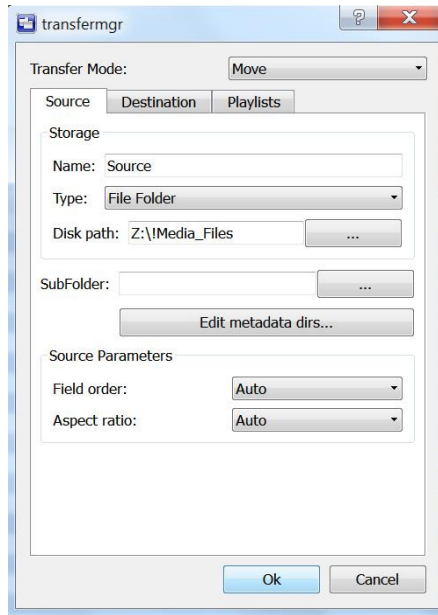 transfermgr
Transfer Mode: Move
Source Destination Playlists
Storage
Name: Source
Type: File Folder
Disk path: Z:\!Media_Files ...
SubFolder: ...
Edit metadata dirs...
Source Parameters
Field order: Auto
Aspect ratio: Auto
Ok Cancel